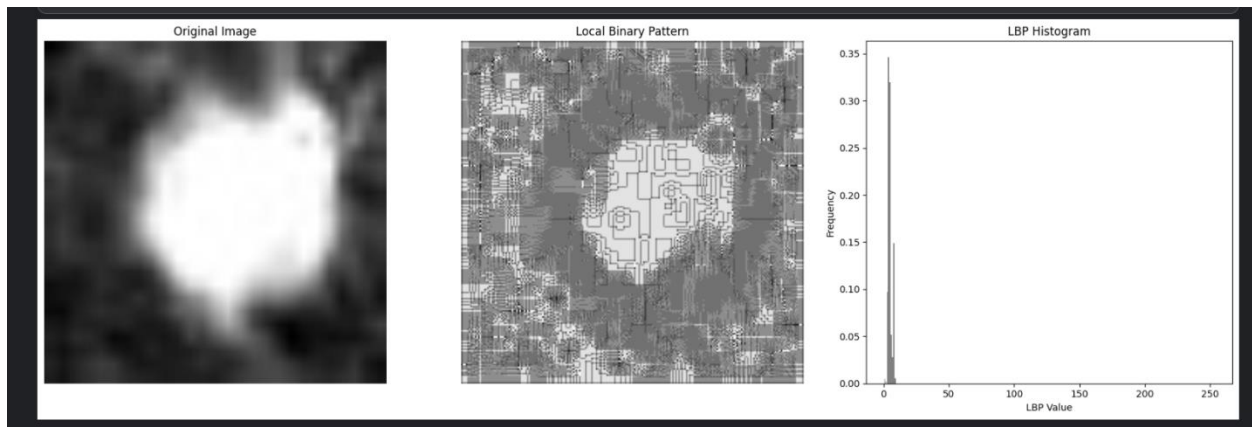 Original Image
Local Binary Pattern
LBP Histogram
0.35
0.30
0.25
0.20
0.15
0.10
0.05
0.00
Frequency
0 50 100 150 200 250
LBP Value